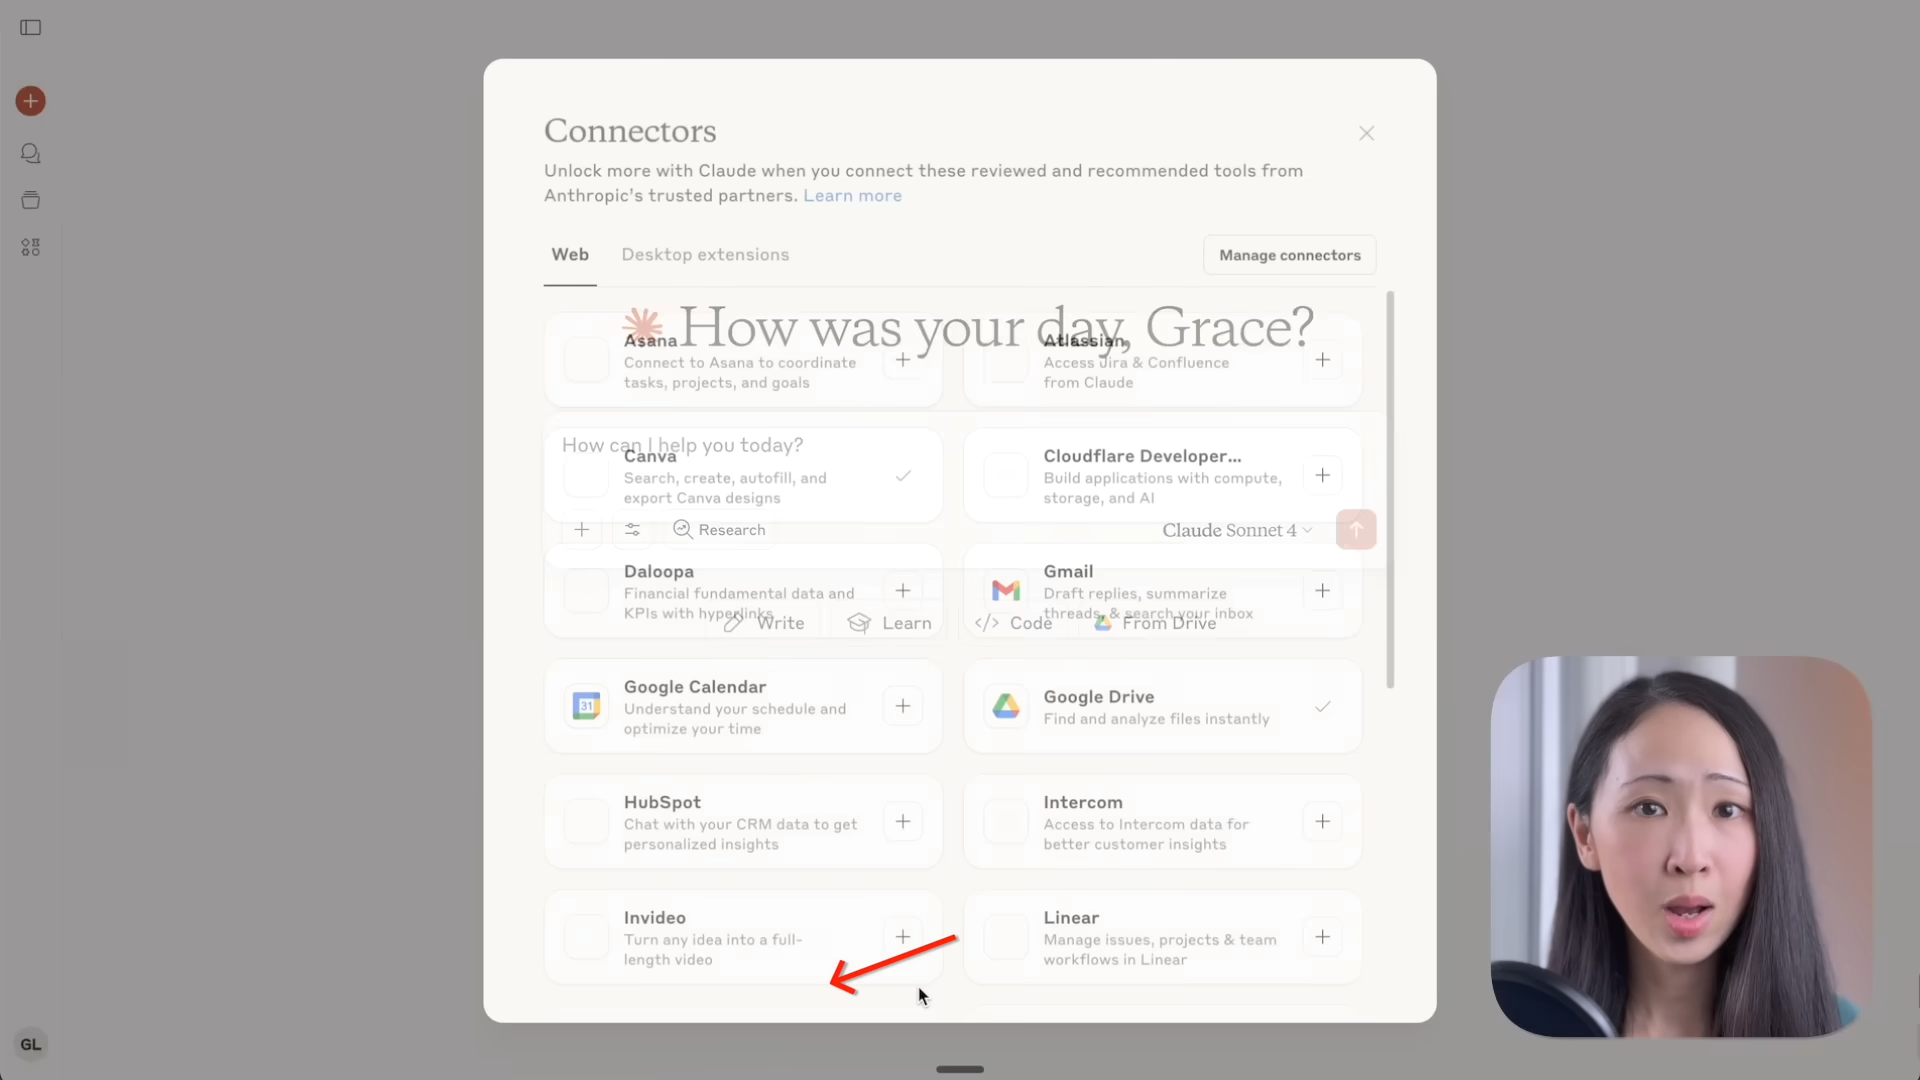 Connectors
Unlock more with Claude when you connect these reviewed and recommended tools from
Anthropic's trusted partners. Learn more
Web
Desktop extensions
Manage connectors
How was your day, Grace?
Asana
Connect to Asana to coordinate
tasks, projects, and goals
Atlassian
Access Jira & Confluence
from Claude
How can I help you today?
Canva
Search, create, autofill, and
export Canva designs
Cloudflare Developer...
Build applications with compute,
storage, and AI
Research
Claude Sonnet 4
Daloopa
Financial fundamental data and
KPIs with hyperlinks
Gmail
Draft replies, summarize
threads, & search your inbox
Write
Learn
Code
From Drive
Google Calendar
Understand your schedule and
optimize your time
31
Google Drive
Find and analyze files instantly
HubSpot
Chat with your CRM data to get
personalized insights
Intercom
Access to Intercom data for
better customer insights
Invideo
Turn any idea into a full-
length video
Linear
Manage issues, projects & team
workflows in Linear
GL